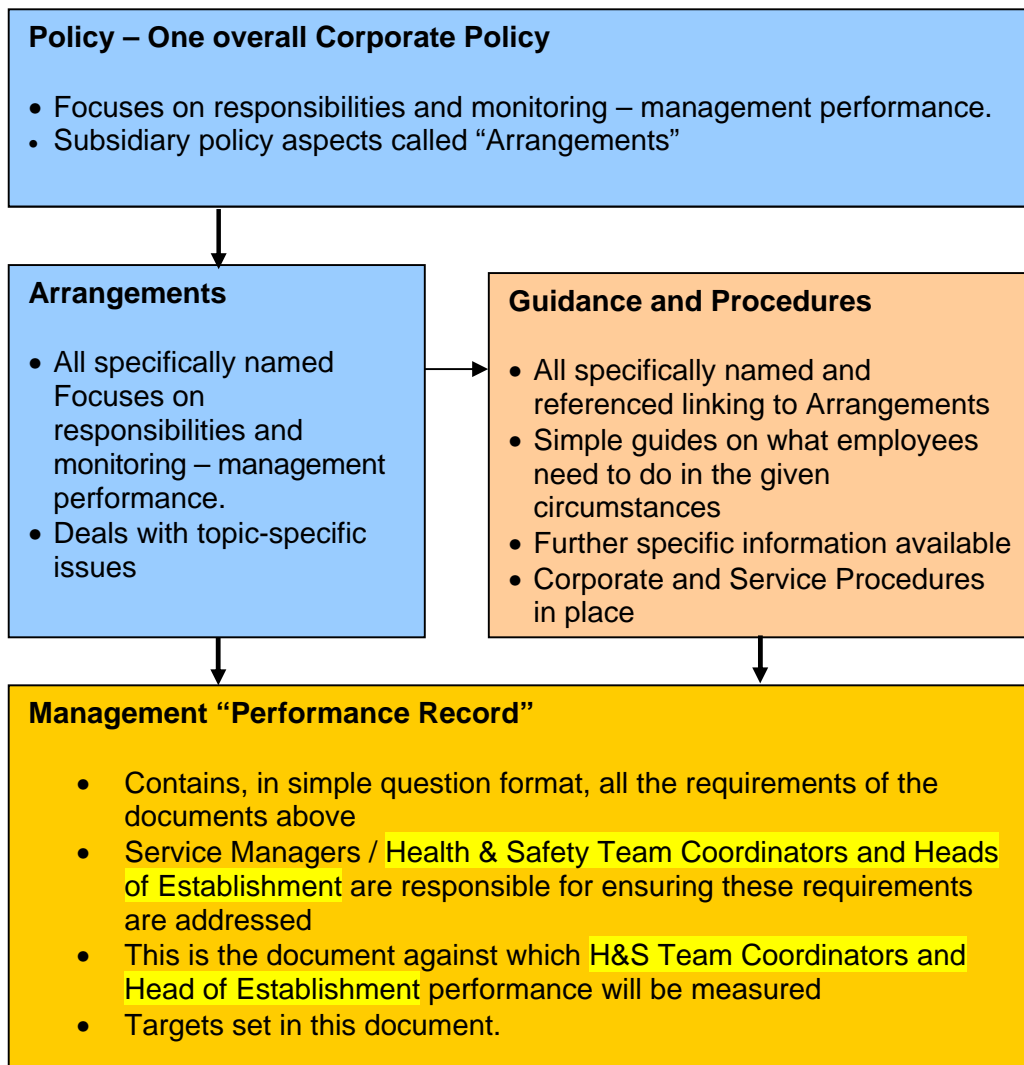 Policy – One overall Corporate Policy
• Focuses on responsibilities and monitoring – management performance.
• Subsidiary policy aspects called “Arrangements”
Arrangements
• All specifically named
Focuses on
responsibilities and
monitoring – management
performance.
• Deals with topic-specific
issues
Guidance and Procedures
• All specifically named and
referenced linking to Arrangements
• Simple guides on what employees
need to do in the given
circumstances
• Further specific information available
• Corporate and Service Procedures
in place
Management “Performance Record”
• Contains, in simple question format, all the requirements of the
documents above
• Service Managers / Health & Safety Team Coordinators and Heads
of Establishment are responsible for ensuring these requirements
are addressed
• This is the document against which H&S Team Coordinators and
Head of Establishment performance will be measured
• Targets set in this document.